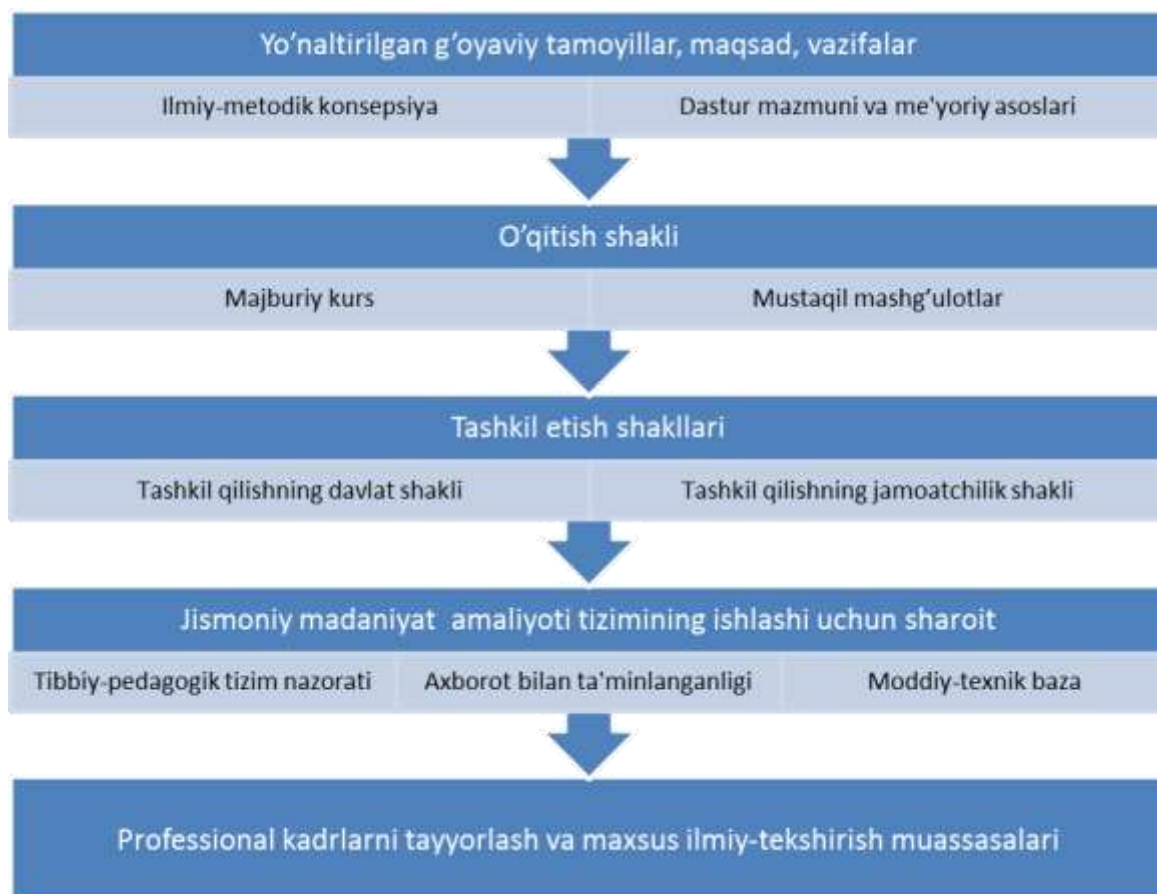 Yo’naltirilgan g’oyaviy tamoyillar, maqsad, vazifalar
Ilmiy-metodik konsepsiya
Dastur mazmuni va me'yoriy asoslari
O’qitish shakli
Majburiy kurs
Mustaqil mashg’ulotlar
Tashkil etish shakllari
Tashkil qilishning davlat shakli
Tashkil qilishning jamoatchilik shakli
Jismoniy madaniyat amaliyoti tizimining ishlashi uchun sharoit
Tibbiy-pedagogik tizim nazorati
Axborot bilan ta'minlanganligi
Moddiy-texnik baza
Professional kadrlarni tayyorlash va maxsus ilmiy-tekshirish muassasalari